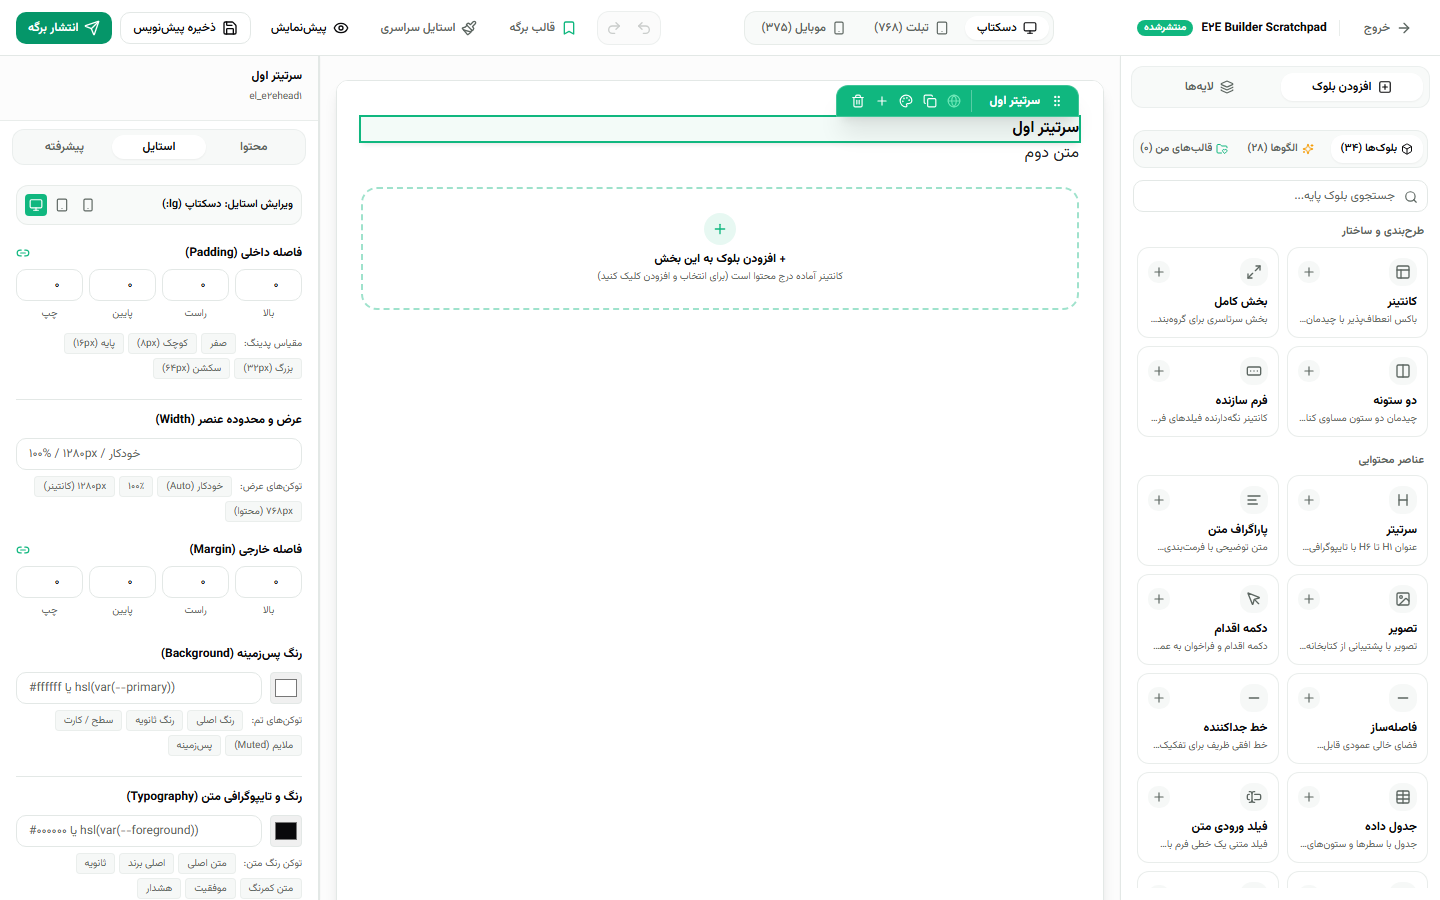 خروج
E2E Builder Scratchpad
منتشرشده
دسکتاپ
تبلت (۷۶۸)
موبایل (۳۷۵)
قالب برگه
استایل سراسری
پیش‌نمایش
ذخیره پیش‌نویس
انتشار برگه
افزودن بلوک
لایه‌ها
بلوک‌ها (۳۴)
الگوها (۲۸)
قالب‌های من (۰)
جستجوی بلوک پایه...
طرح‌بندی و ساختار
کانتینر
باکس انعطاف‌پذیر با چیدمان...
بخش کامل
بخش سرتاسری برای گروه‌بند...
دو ستونه
چیدمان دو ستون مساوی کنا...
فرم سازنده
کانتینر نگه‌دارنده فیلدهای فر...
عناصر محتوایی
سرتیتر
عنوان H1 تا H6 با تایپوگرافی...
پاراگراف متن
متن توضیحی با فرمت‌بندی...
تصویر
تصویر با پشتیبانی از کتابخانه...
دکمه اقدام
دکمه اقدام و فراخوان به عمـ...
فاصله‌ساز
فضای خالی عمودی قابل...
خط جداکننده
خط افقی ظریف برای تفکیک...
جدول داده
جدول با سطرها و ستون‌های...
فیلد ورودی متن
فیلد متنی یک خطی فرم با...
سرتیتر اول
سرتیتر اول
متن دوم
+ افزودن بلوک به این بخش
کانتینر آماده درج محتوا است (برای انتخاب و افزودن کلیک کنید)
سرتیتر اول
el_e2ehead1
محتوا
استایل
پیشرفته
ویرایش استایل: دسکتاپ (lg:)
فاصله داخلی (Padding)
۰ ۰ ۰ ۰
بالا راست پایین چپ
مقیاس پدینگ: صفر کوچک (۸px) پایه (۱۶px)
بزرگ (۳۲px) سکشن (۶۴px)
عرض و محدوده عنصر (Width)
خودکار / ۱۲۸۰px / ۱۰۰%
توکن‌های عرض: خودکار (Auto) ۱۰۰٪ ۱۲۸۰px (کانتینر)
۷۶۸px (محتوا)
فاصله خارجی (Margin)
۰ ۰ ۰ ۰
بالا راست پایین چپ
رنگ پس‌زمینه (Background)
#ffffff یا hsl(var(--primary))
توکن‌های تم: رنگ اصلی رنگ ثانویه سطح / کارت
ملایم (Muted) پس‌زمینه
رنگ و تایپوگرافی متن (Typography)
#۰۰۰۰۰۰ یا hsl(var(--foreground))
توکن رنگ متن: متن اصلی اصلی برند ثانویه
متن کمرنگ موفقیت هشدار